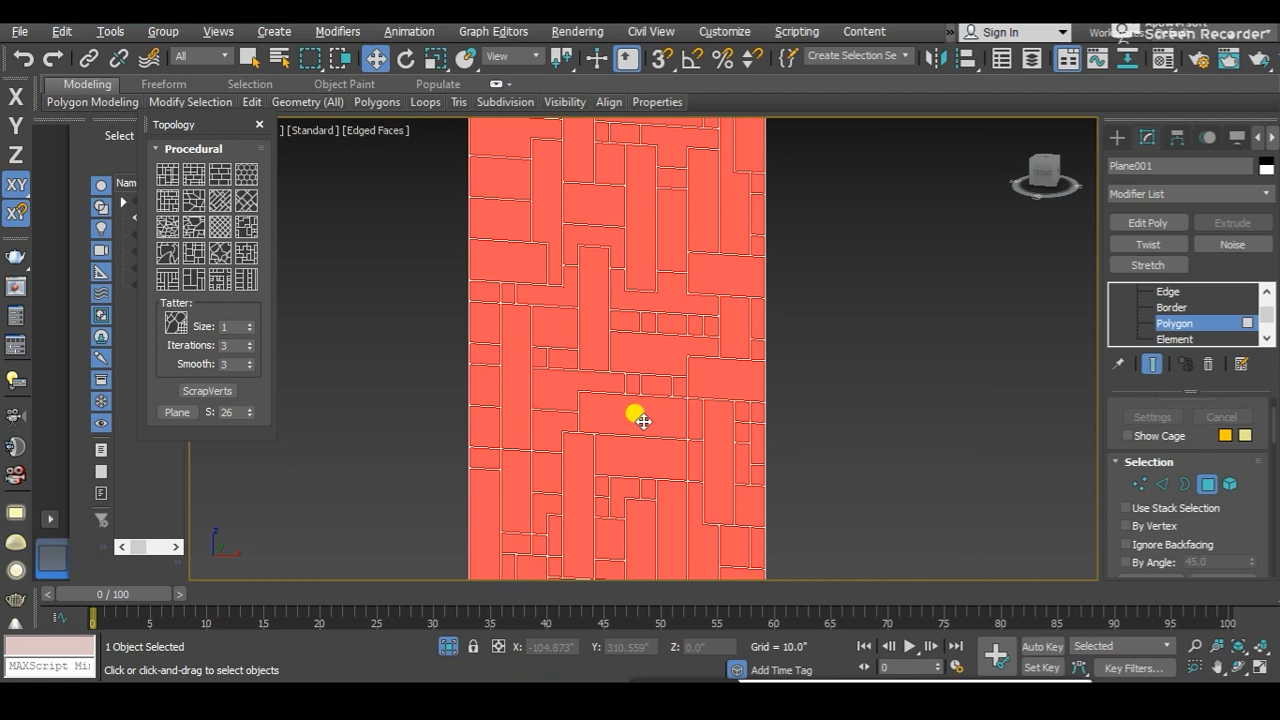 Apowersoft
Screen Recorder
File Edit Tools Group Views Create Modifiers Animation Graph Editors Rendering Civil View Customize Scripting Content » Sign In
All View Create Selection Se
Modeling Freeform Selection Object Paint Populate
Polygon Modeling Modify Selection Edit Geometry (All) Polygons Loops Tris Subdivision Visibility Align Properties
X
Y
Z
XY
Select
Topology
Procedural
Tatter:
Size: 1
Iterations: 3
Smooth: 3
ScrapVerts
Plane S: 26
Nam
] [Standard ] [Edged Faces ]
FRONT
z
x
Plane001
Modifier List
Edit Poly Extrude
Twist Noise
Stretch
Edge
Border
Polygon
Element
Settings Cancel
Show Cage
Selection
Use Stack Selection
By Vertex
Ignore Backfacing
By Angle: 45.0
< 0 / 100 >
0 5 10 15 20 25 30 35 40 45 50 55 60 65 70 75 80 85 90 95 100
1 Object Selected X: -104.873" Y: 310.559" Z: 0.0" Grid = 10.0" Auto Key Selected
MAXScript Mi Click or click-and-drag to select objects Add Time Tag 0 Set Key Key Filters...